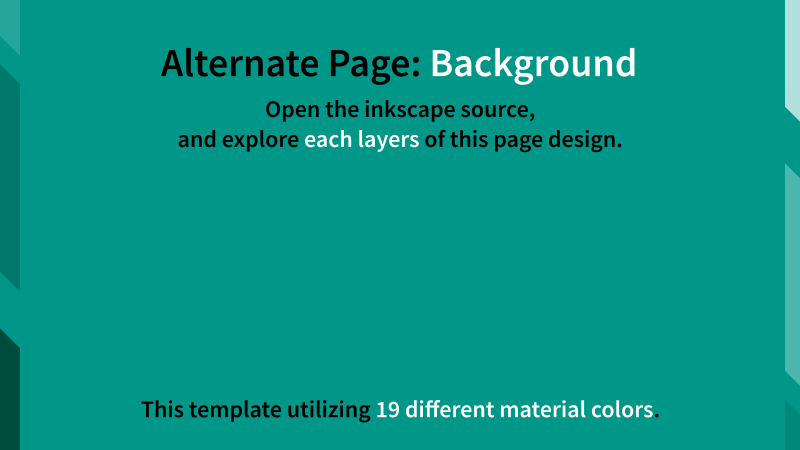 Alternate Page: Background
Open the inkscape source,
and explore each layers of this page design.
This template utilizing 19 different material colors.